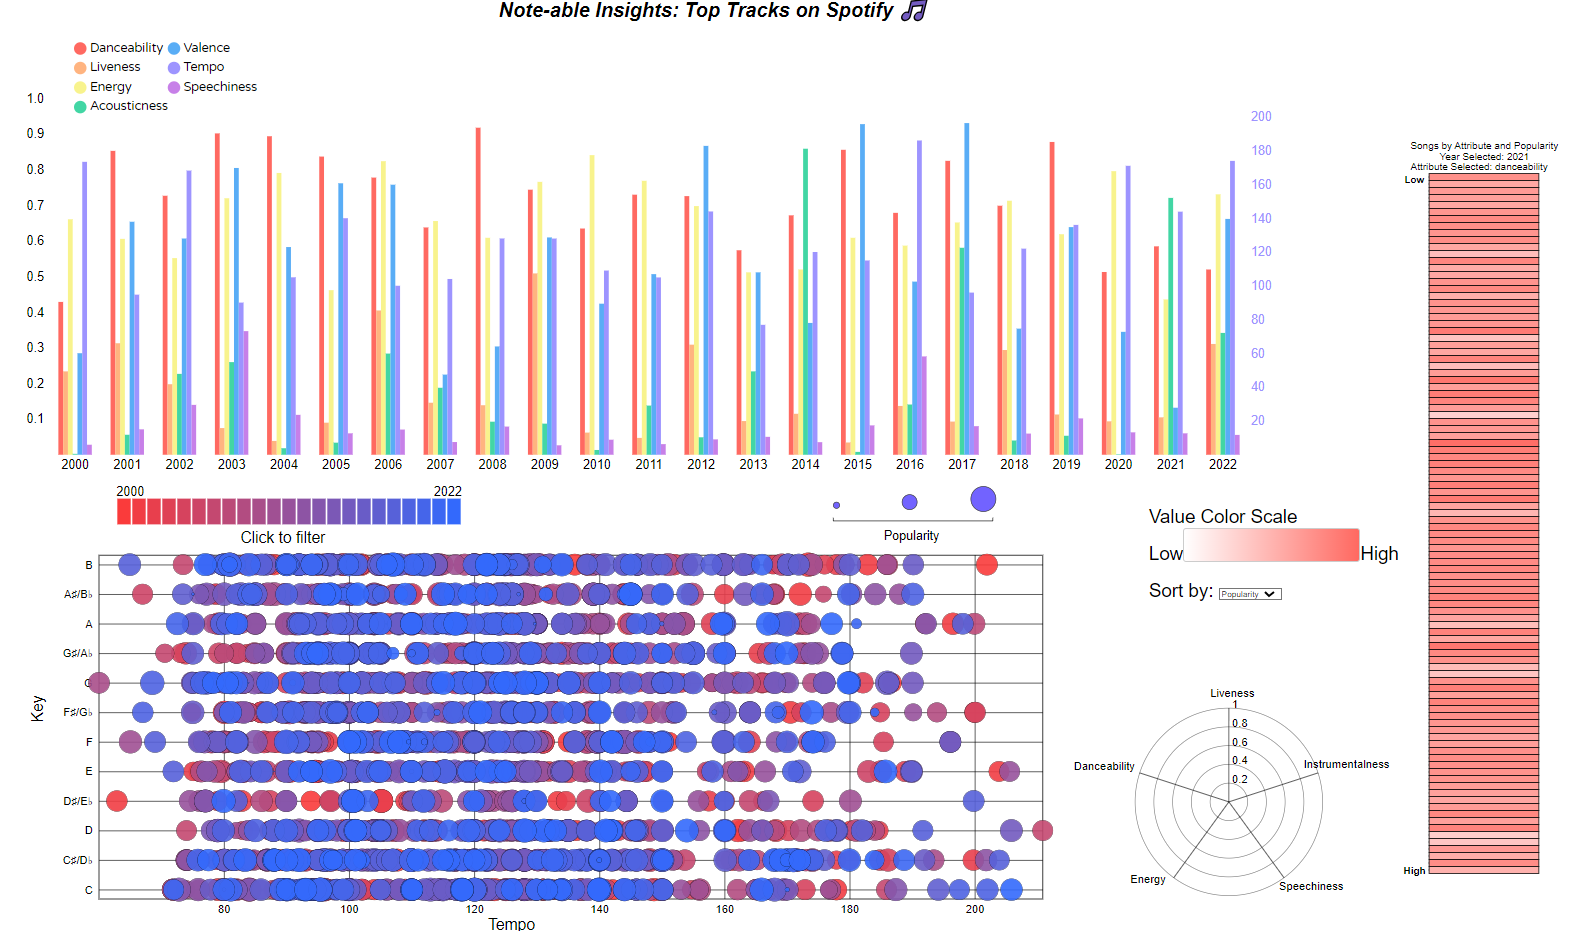 Note-able Insights: Top Tracks on Spotify
Danceability
Valence
Liveness
Tempo
Energy
Speechiness
Acousticness
1.0
0.9
0.8
0.7
0.6
0.5
0.4
0.3
0.2
0.1
200
180
160
140
120
100
80
60
40
20
2000 2001 2002 2003 2004 2005 2006 2007 2008 2009 2010 2011 2012 2013 2014 2015 2016 2017 2018 2019 2020 2021 2022
Songs by Attribute and Popularity
Year Selected: 2021
Attribute Selected: danceability
Low
High
2000 2022
Click to filter
Popularity
Value Color Scale
Low High
Sort by: Popularity
Key
B
A♯/B♭
A
G♯/A♭
G
F♯/G♭
F
E
D♯/E♭
D
C♯/D♭
C
80 100 120 140 160 180 200
Tempo
Liveness
1
0.8
0.6
0.4
0.2
Instrumentalness
Danceability
Energy
Speechiness